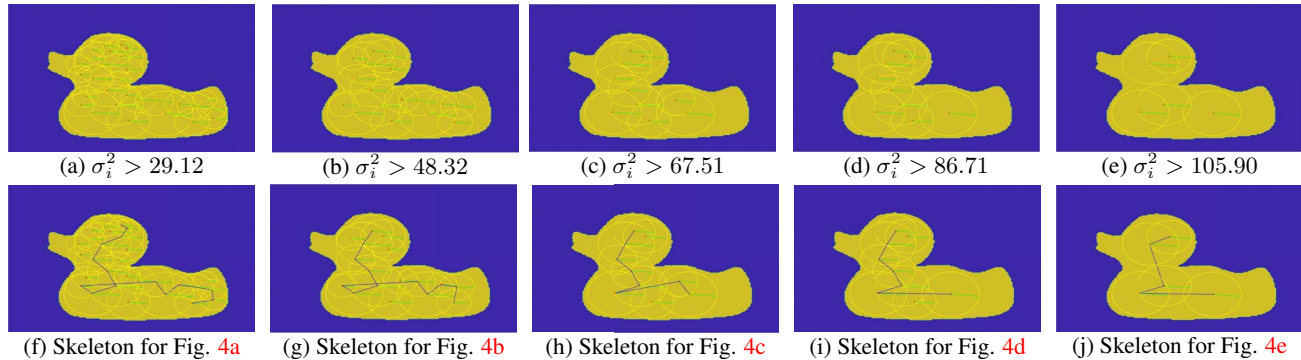 (a) σ_i^2 > 29.12
(b) σ_i^2 > 48.32
(c) σ_i^2 > 67.51
(d) σ_i^2 > 86.71
(e) σ_i^2 > 105.90
(f) Skeleton for Fig. 4a
(g) Skeleton for Fig. 4b
(h) Skeleton for Fig. 4c
(i) Skeleton for Fig. 4d
(j) Skeleton for Fig. 4e